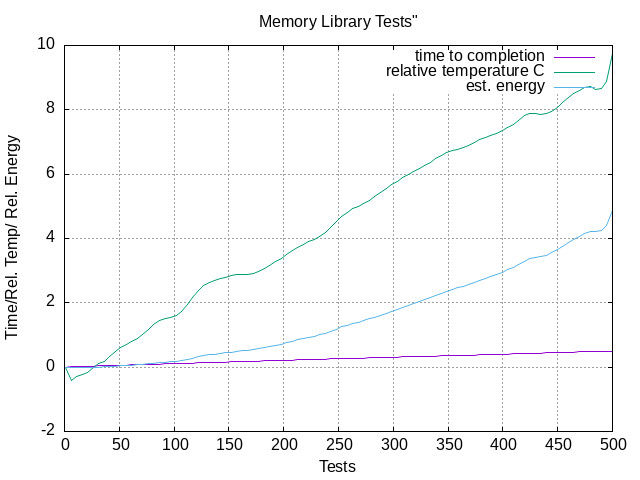 Memory Library Tests"
time to completion
relative temperature C
est. energy
Time/Rel. Temp/ Rel. Energy
10
8
6
4
2
0
-2
0 50 100 150 200 250 300 350 400 450 500
Tests